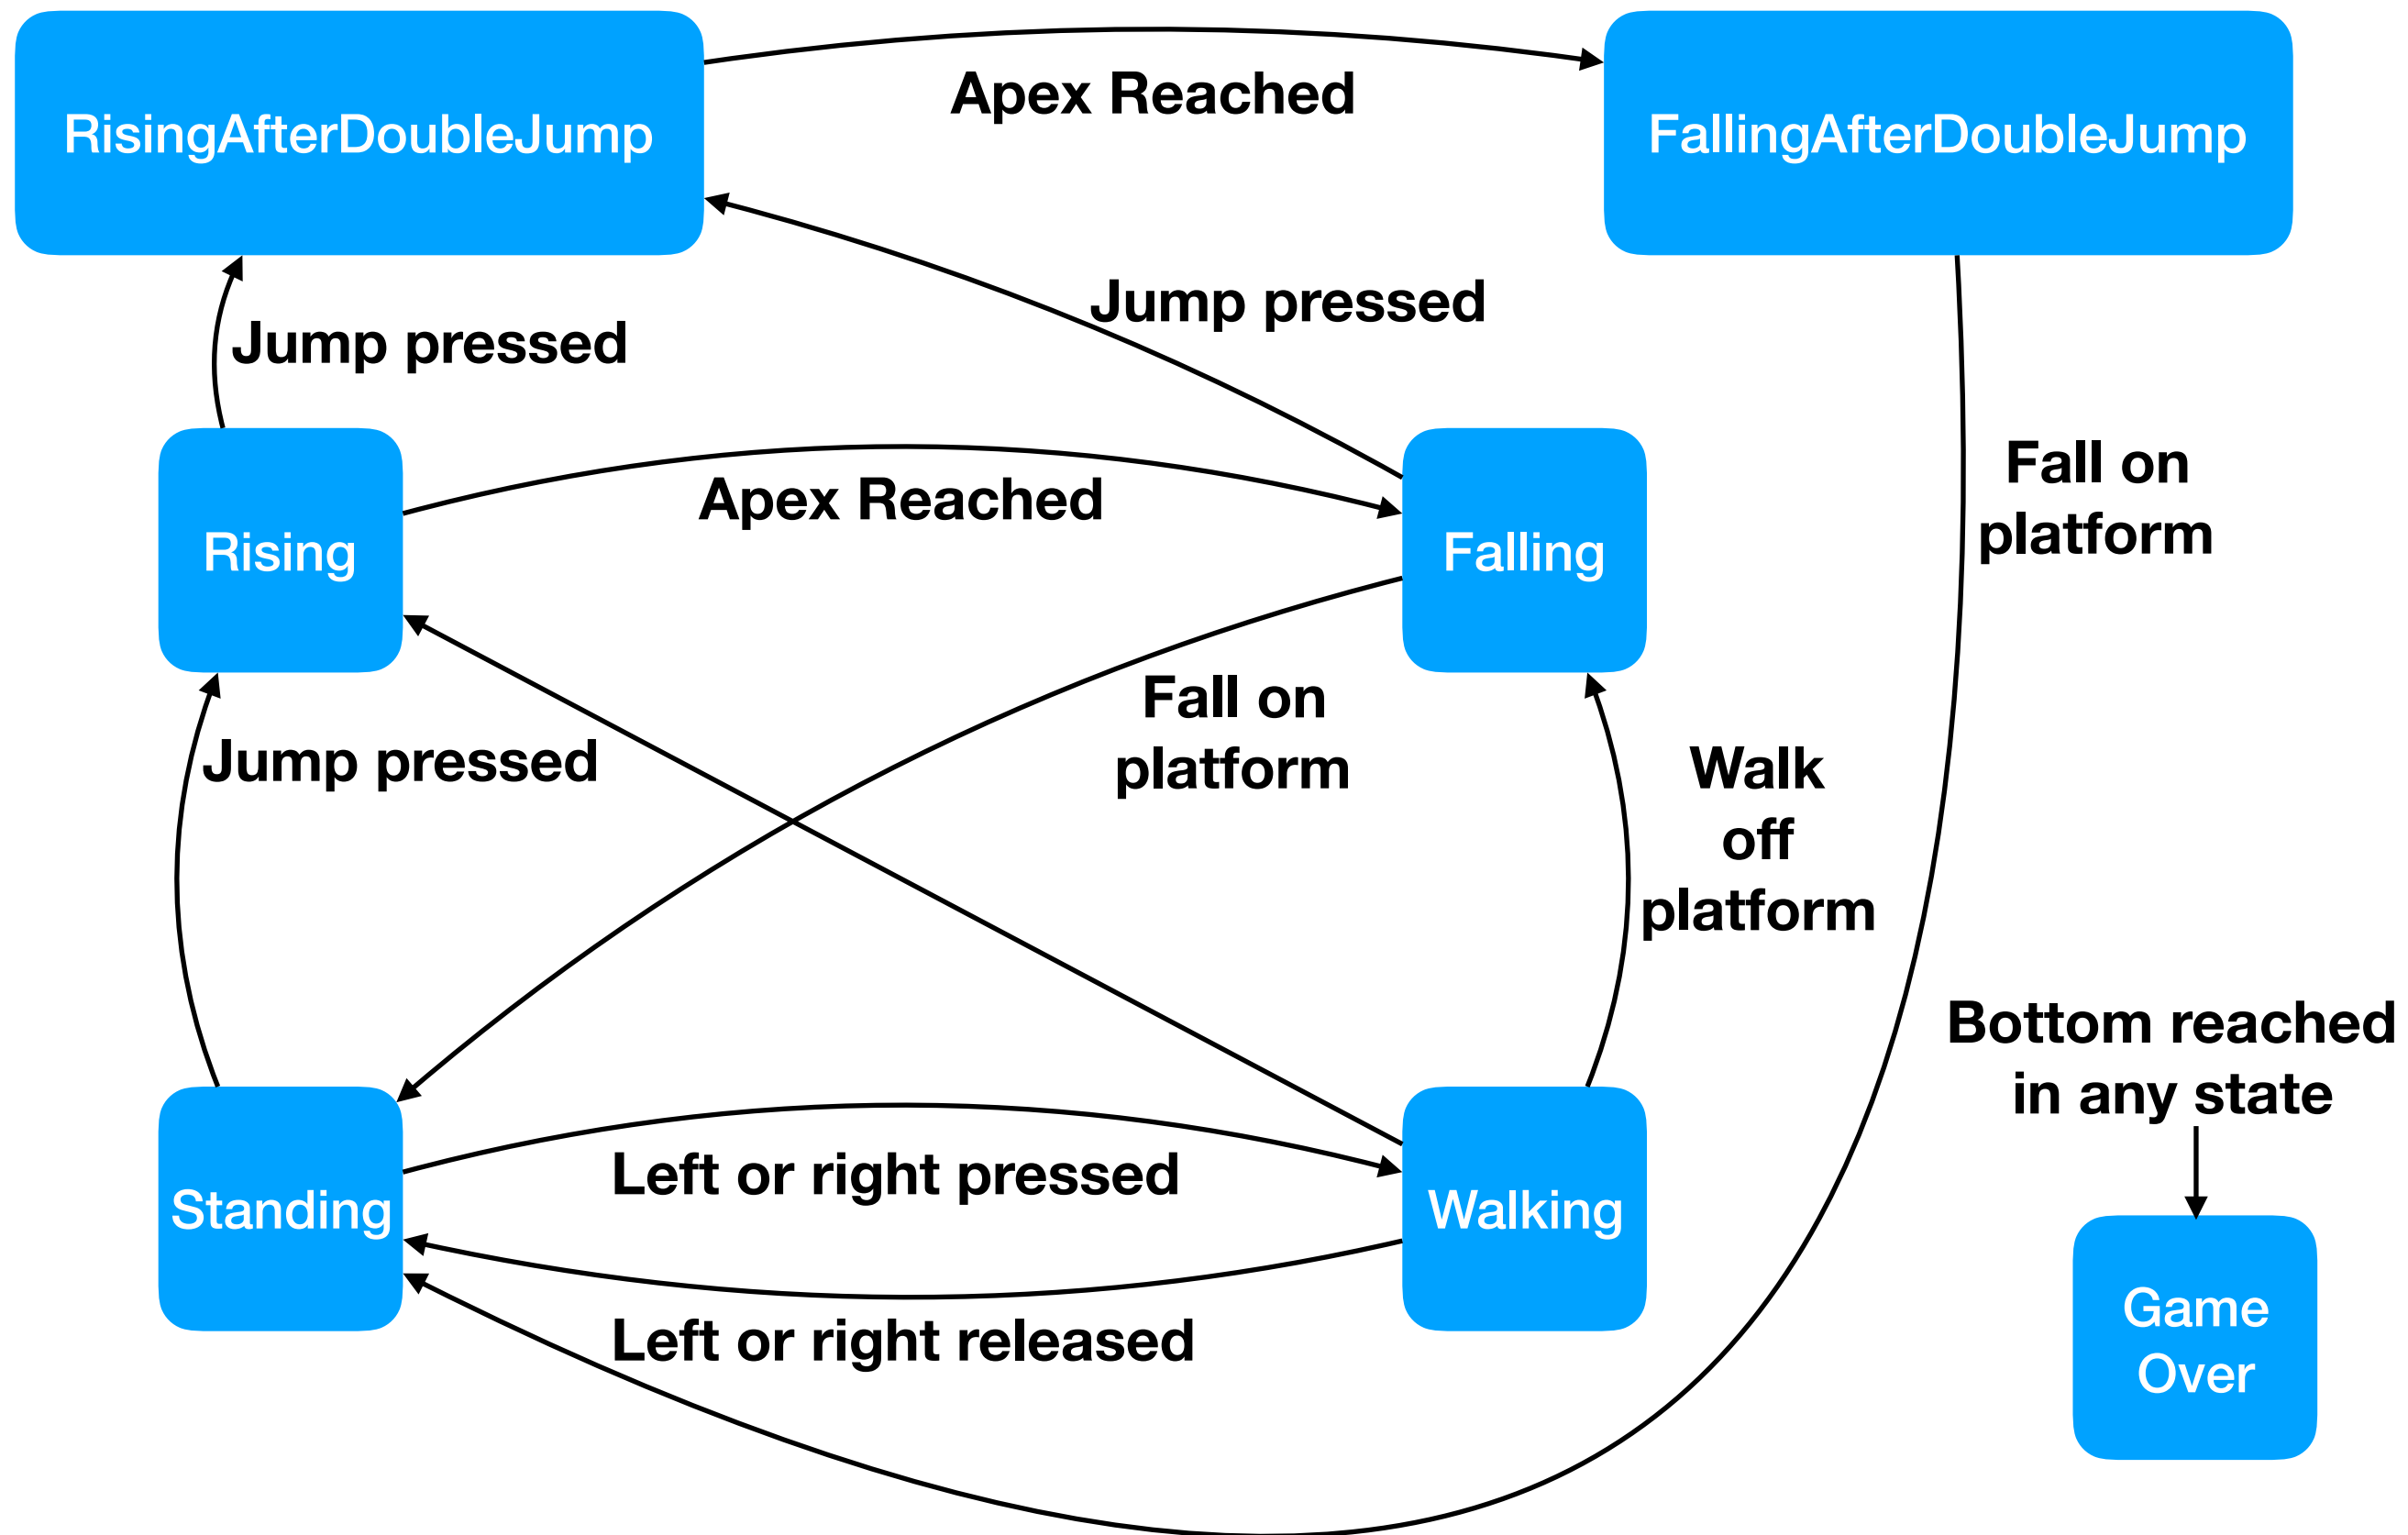 RisingAfterDoubleJump
Apex Reached
FallingAfterDoubleJump
Jump pressed
Jump pressed
Fall on
platform
Rising
Apex Reached
Falling
Jump pressed
Fall on
platform
Walk
off
platform
Bottom reached
in any state
Standing
Left or right pressed
Walking
Left or right released
Game
Over